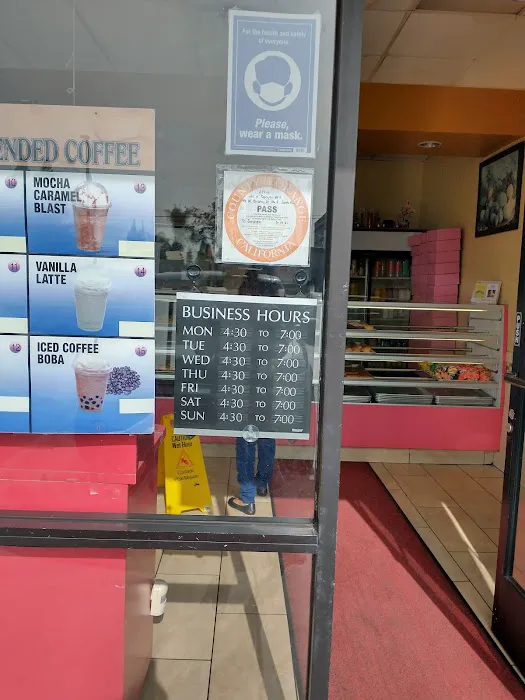 For the health and safety
of everyone
Please,
wear a mask.
ENDED COFFEE
MOCHA
CARAMEL
BLAST
VANILLA
LATTE
ICED COFFEE
BOBA
PASS
CALIFORNIA
BUSINESS HOURS
MON 4:30 TO 7:00
TUE 4:30 TO 7:00
WED 4:30 TO 7:00
THU 4:30 TO 7:00
FRI 4:30 TO 7:00
SAT 4:30 TO 7:00
SUN 4:30 TO 7:00
CAUTION
Wet Floor